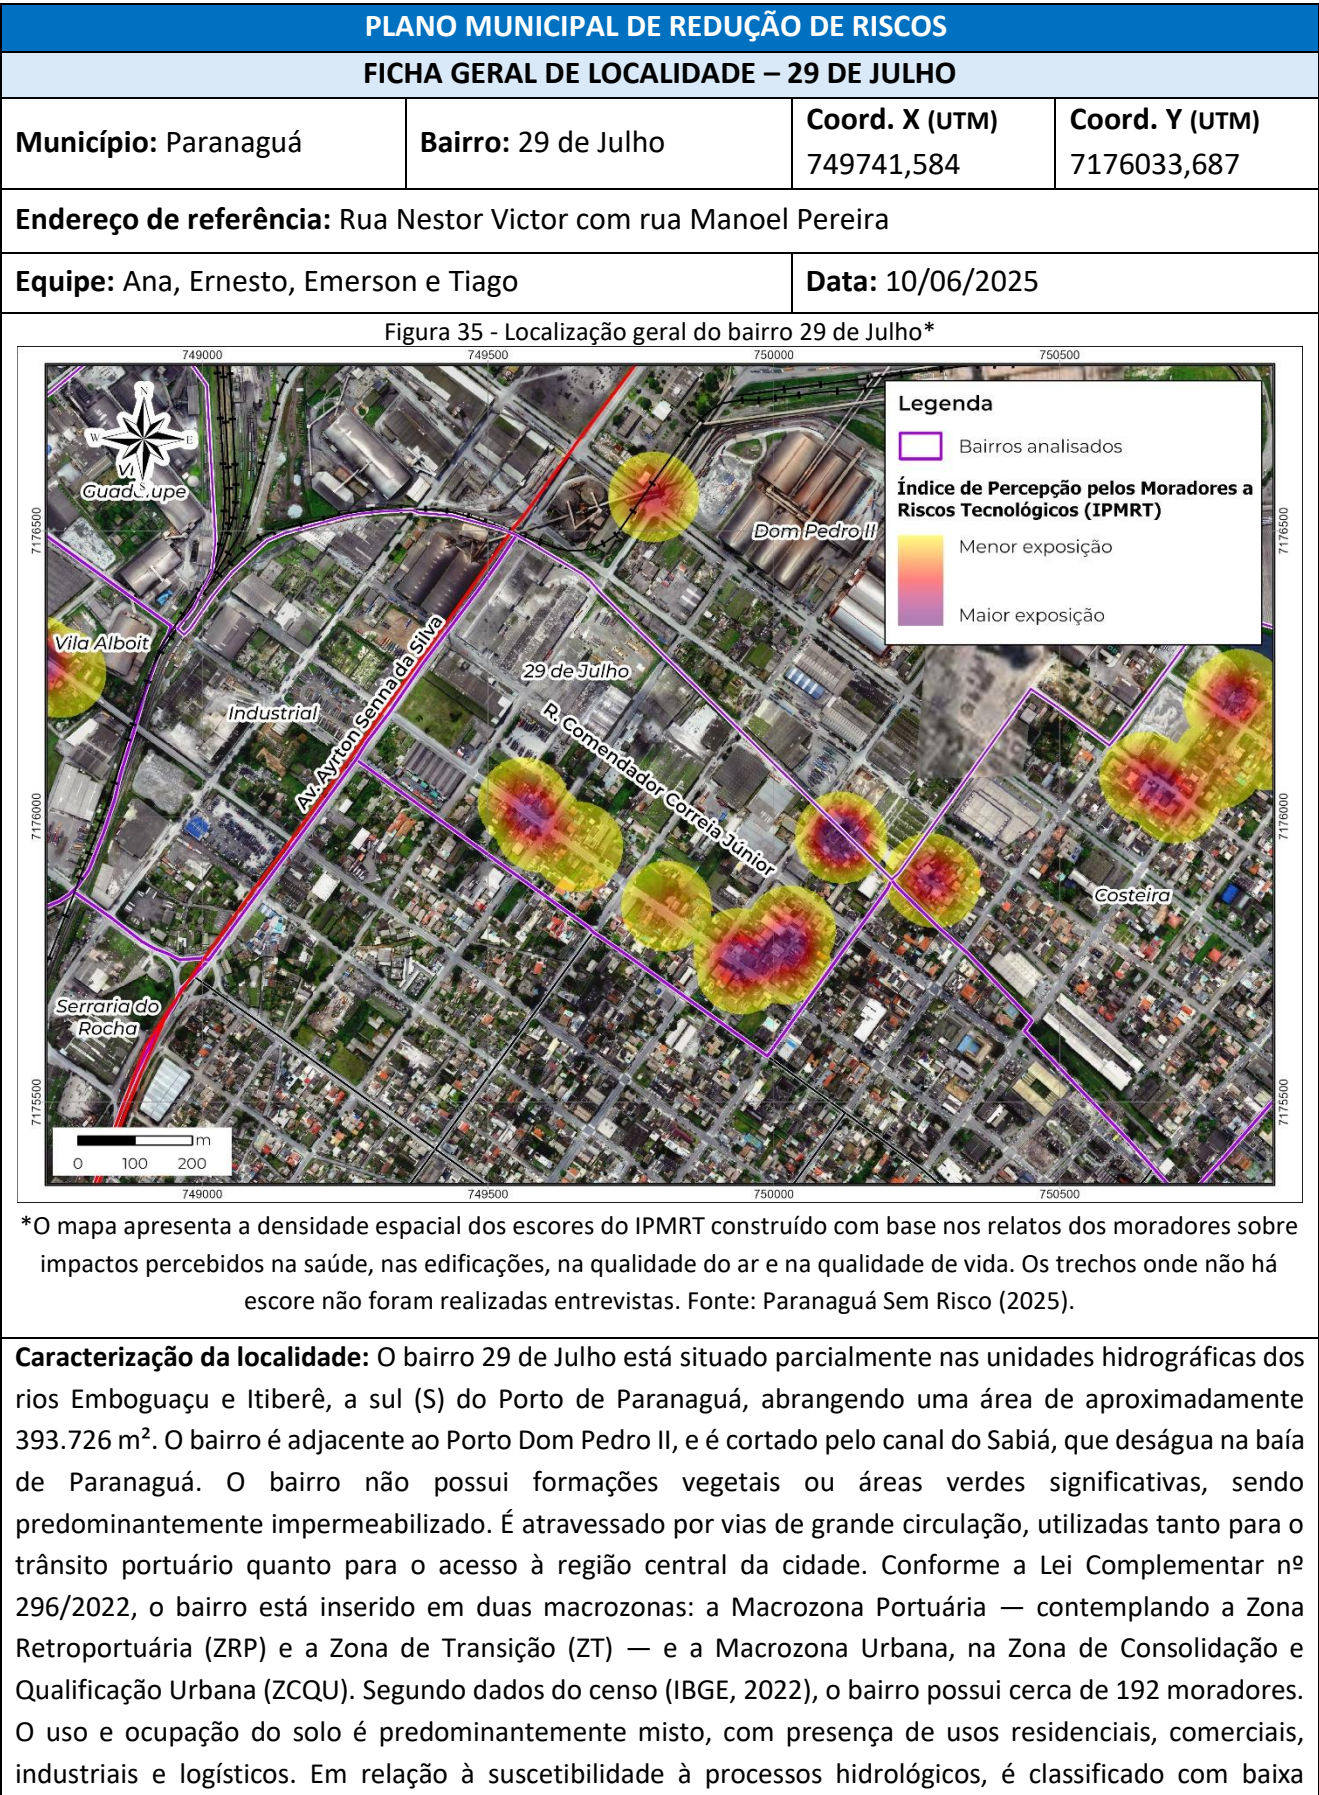 PLANO MUNICIPAL DE REDUÇÃO DE RISCOS
FICHA GERAL DE LOCALIDADE – 29 DE JULHO
Município: Paranaguá
Bairro: 29 de Julho
Coord. X (UTM)
749741,584
Coord. Y (UTM)
7176033,687
Endereço de referência: Rua Nestor Victor com rua Manoel Pereira
Equipe: Ana, Ernesto, Emerson e Tiago
Data: 10/06/2025
Figura 35 - Localização geral do bairro 29 de Julho*
749000
749500
750000
750500
N
W
E
S
Guadalupe
7176500
7176500
Dom Pedro II
Legenda
Bairros analisados
Índice de Percepção pelos Moradores a
Riscos Tecnológicos (IPMRT)
Menor exposição
Maior exposição
Vila Alboit
29 de Julho
Industrial
Av. Ayrton Senna da Silva
R. Comendador Correia Júnior
7176000
7176000
Costeira
Serraria do
Rocha
7175500
7175500
m
0
100
200
749000
749500
750000
750500
*O mapa apresenta a densidade espacial dos escores do IPMRT construído com base nos relatos dos moradores sobre
impactos percebidos na saúde, nas edificações, na qualidade do ar e na qualidade de vida. Os trechos onde não há
escore não foram realizadas entrevistas. Fonte: Paranaguá Sem Risco (2025).
Caracterização da localidade: O bairro 29 de Julho está situado parcialmente nas unidades hidrográficas dos
rios Emboguaçu e Itiberê, a sul (S) do Porto de Paranaguá, abrangendo uma área de aproximadamente
393.726 m². O bairro é adjacente ao Porto Dom Pedro II, e é cortado pelo canal do Sabiá, que deságua na baía
de Paranaguá. O bairro não possui formações vegetais ou áreas verdes significativas, sendo
predominantemente impermeabilizado. É atravessado por vias de grande circulação, utilizadas tanto para o
trânsito portuário quanto para o acesso à região central da cidade. Conforme a Lei Complementar nº
296/2022, o bairro está inserido em duas macrozonas: a Macrozona Portuária — contemplando a Zona
Retroportuária (ZRP) e a Zona de Transição (ZT) — e a Macrozona Urbana, na Zona de Consolidação e
Qualificação Urbana (ZCQU). Segundo dados do censo (IBGE, 2022), o bairro possui cerca de 192 moradores.
O uso e ocupação do solo é predominantemente misto, com presença de usos residenciais, comerciais,
industriais e logísticos. Em relação à suscetibilidade à processos hidrológicos, é classificado com baixa